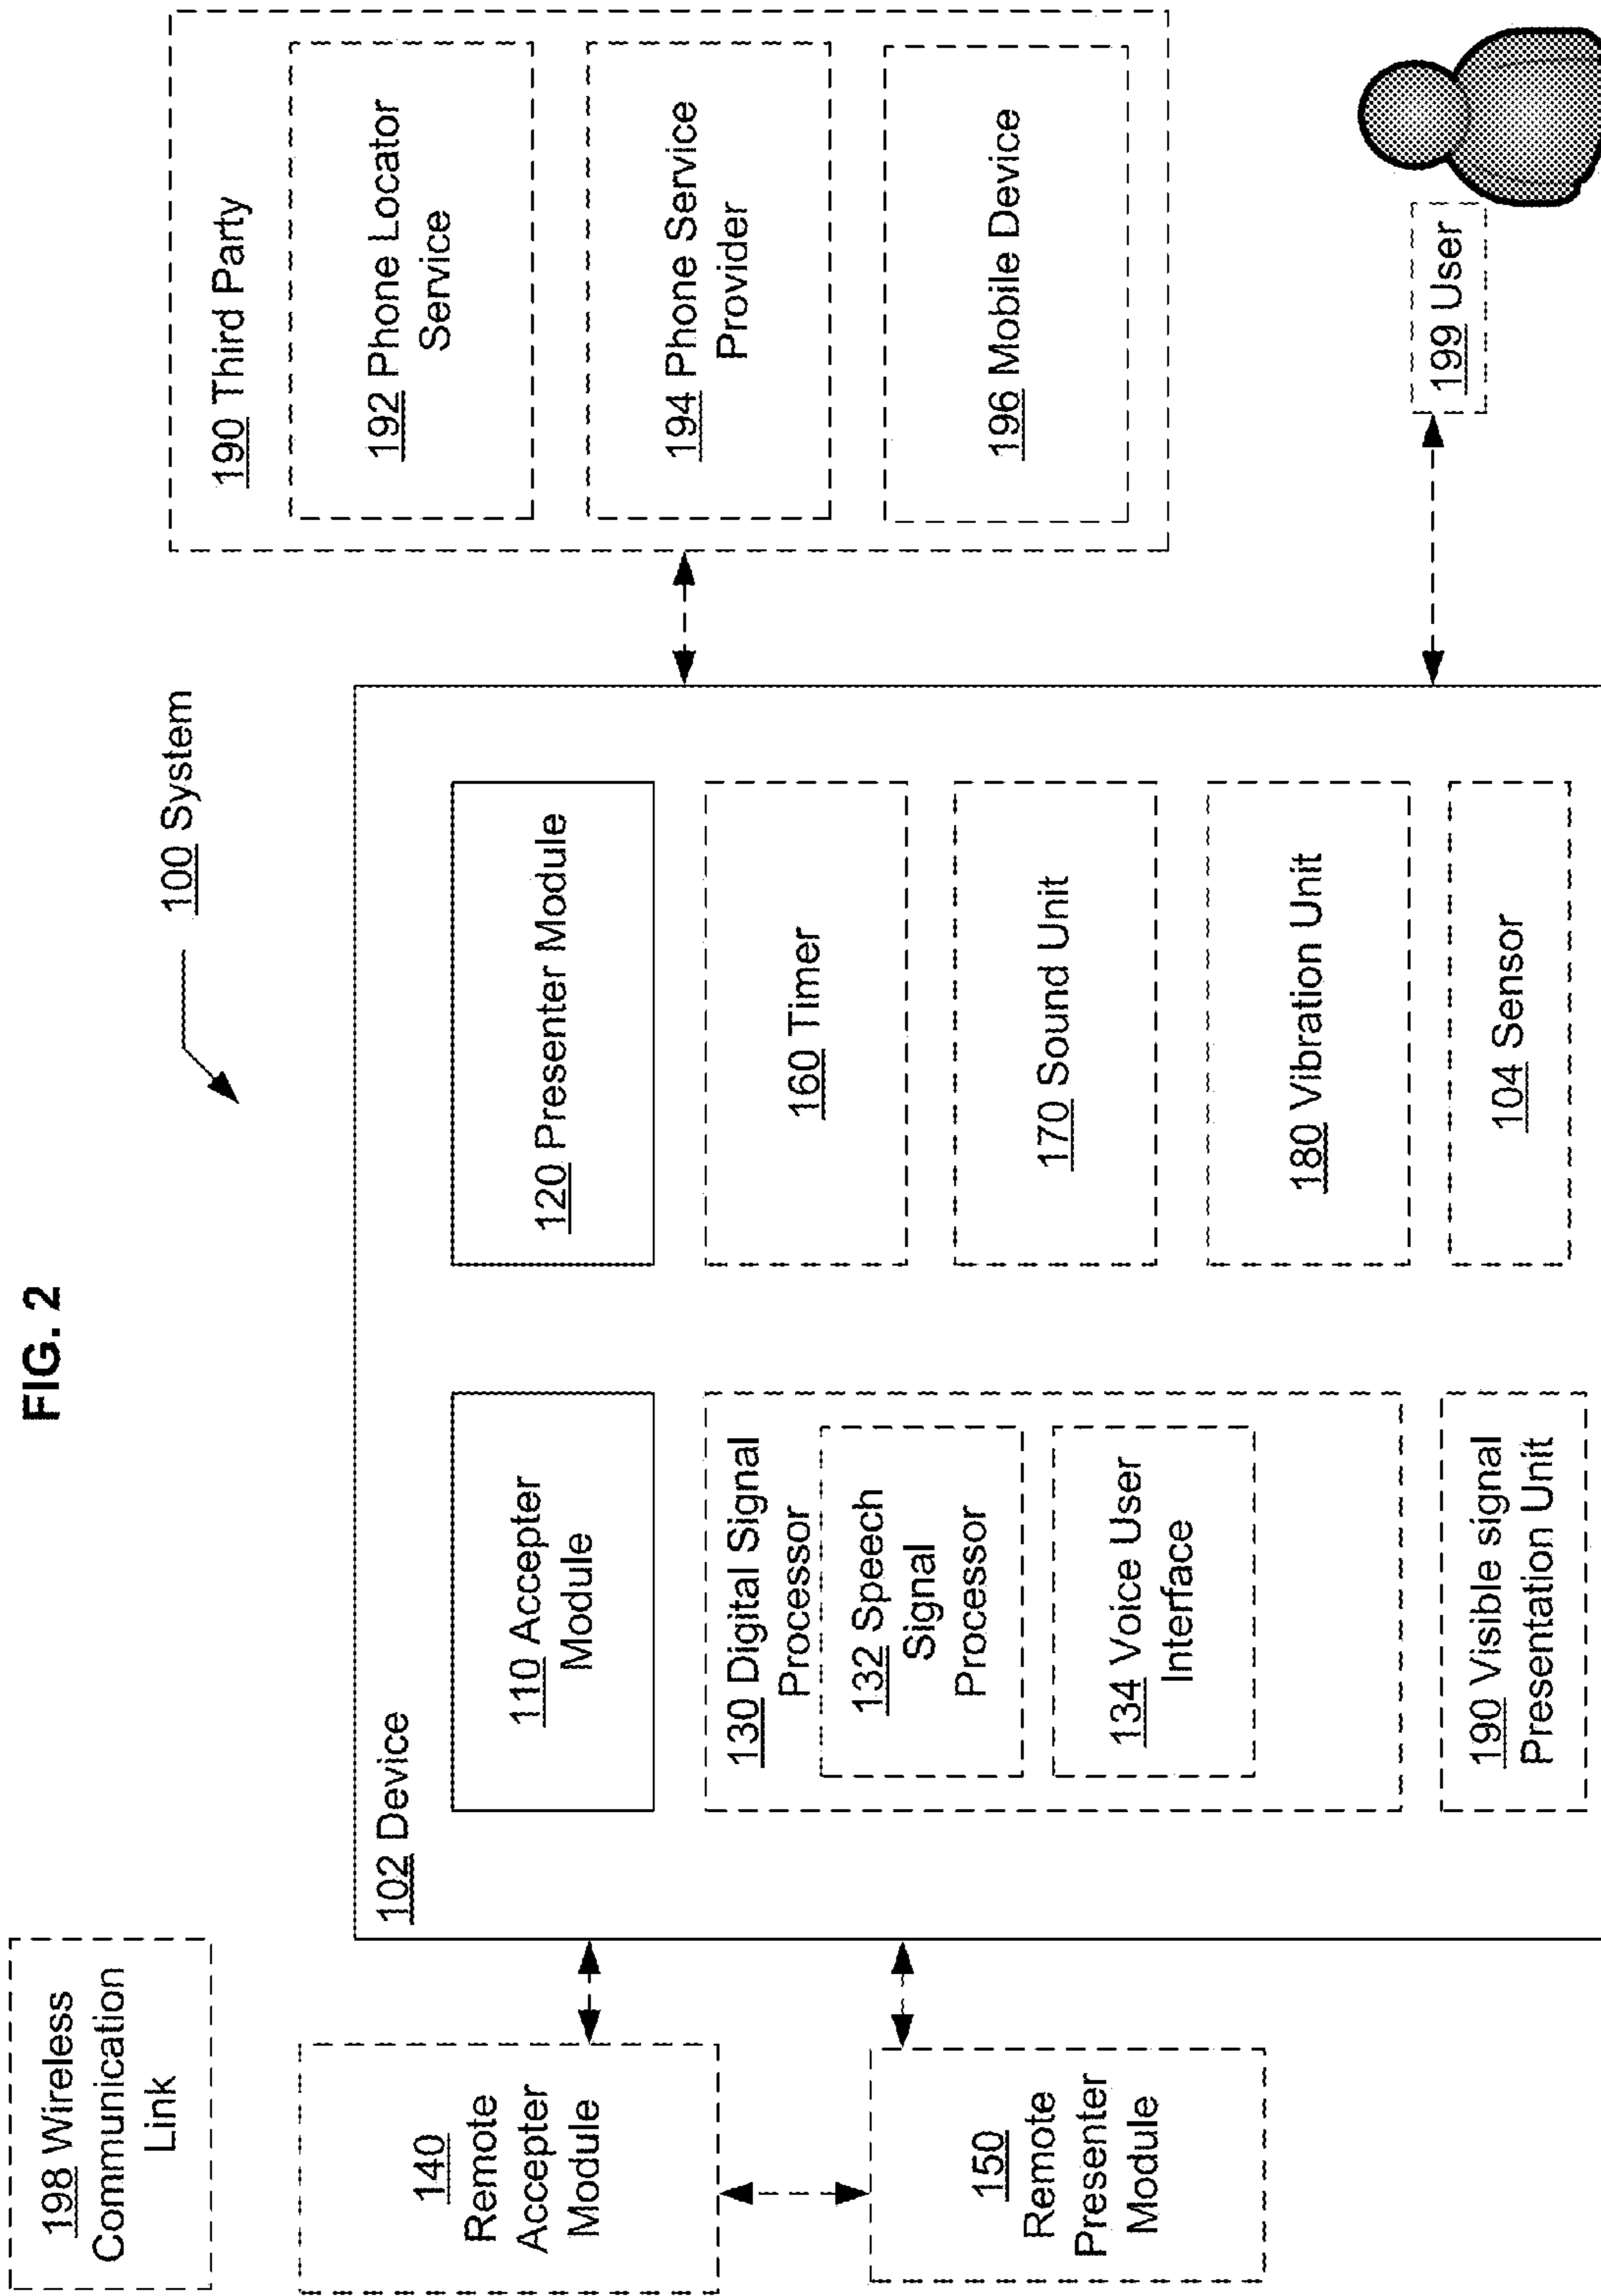 FIG. 2
100 System
198 Wireless
Communication
Link
140
Remote
Accepter
Module
150
Remote
Presenter
Module
102 Device
110 Accepter
Module
120 Presenter Module
130 Digital Signal
Processor
132 Speech
Signal
Processor
134 Voice User
Interface
190 Visible signal
Presentation Unit
160 Timer
170 Sound Unit
180 Vibration Unit
104 Sensor
190 Third Party
192 Phone Locator
Service
194 Phone Service
Provider
196 Mobile Device
199 User